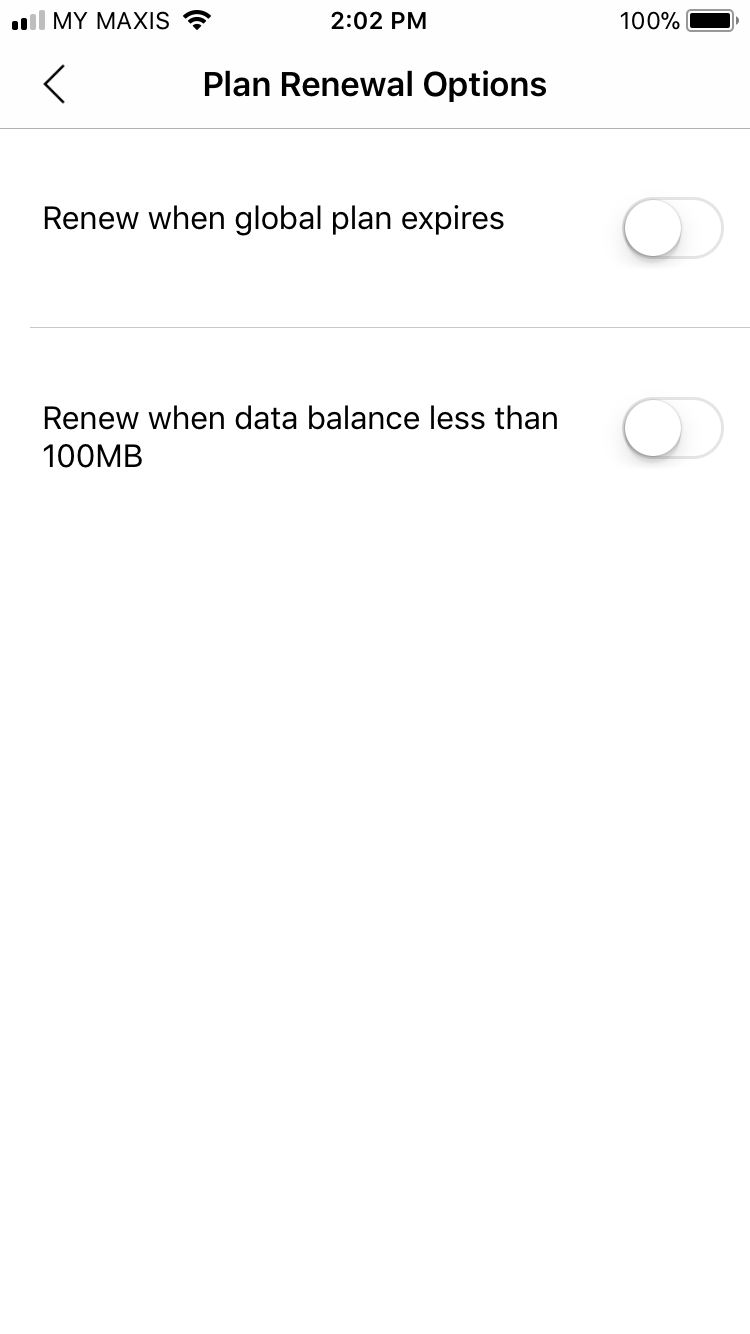 MY MAXIS 2:02 PM 100%
Plan Renewal Options
Renew when global plan expires
Renew when data balance less than
100MB